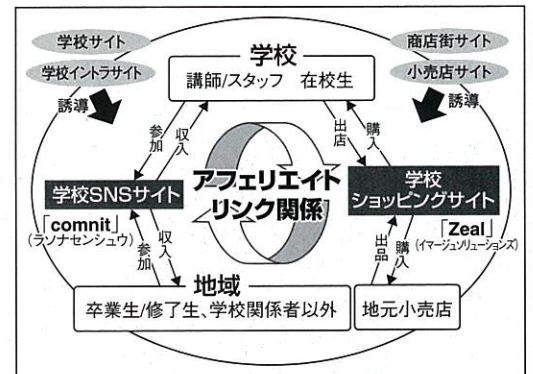 学校サイト
学校イントラサイト
誘導
商店街サイト
小売店サイト
誘導
学校
講師/スタッフ 在校生
参加
収入
出店
購入
学校SNSサイト
「comnit」
(ラソナセンシュウ)
アフェリエイト
リンク関係
学校
ショッピングサイト
「Zeal」
(イマージュソリューションズ)
参加
収入
出品
購入
地域
卒業生/修了生、学校関係者以外
地元小売店